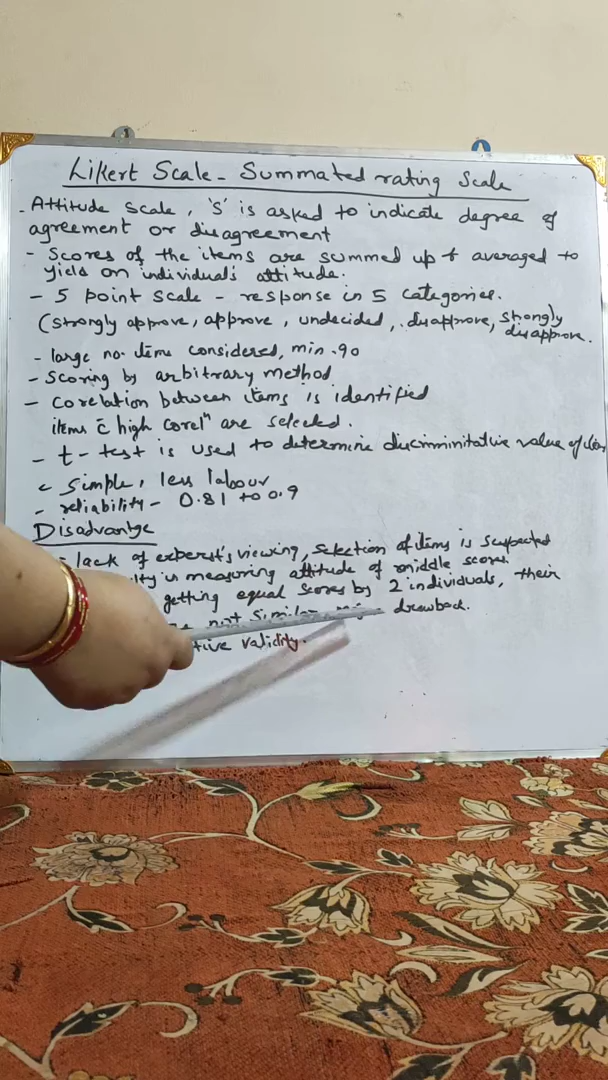 Likert Scale - Summated rating Scale
- Attitude Scale, 'S' is asked to indicate degree of
agreement or disagreement
- Scores of the items are summed up & averaged to
yield an individual's attitude.
- 5 point scale - response in 5 categories.
(strongly approve, approve, undecided, disapprove, strongly
disapprove.
- large no. items considered, min. 90
- Scoring by arbitrary method
- Corelation between items is identified
items c̄ high corelⁿ are selected.
- t-test is used to determine discriminitative value of
- simple, less labour
- reliability - 0.81 to 0.9
Disadvantge
- lack of experst's viewing, selection of items is suspected
in measuring attitude of middle score.
getting equal scores by 2 individuals, their
not similar drawback.
validity.